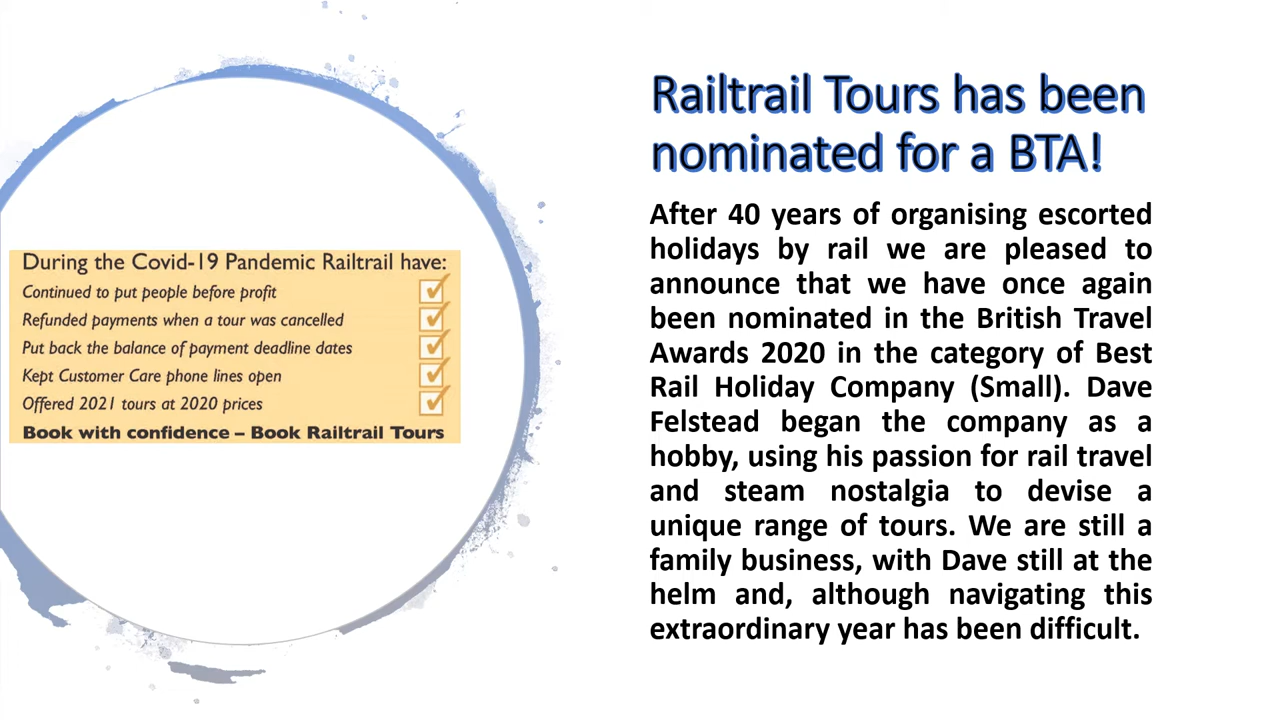 During the Covid-19 Pandemic Railtrail have:
Continued to put people before profit
Refunded payments when a tour was cancelled
Put back the balance of payment deadline dates
Kept Customer Care phone lines open
Offered 2021 tours at 2020 prices
Book with confidence – Book Railtrail Tours
Railtrail Tours has been
nominated for a BTA!
After 40 years of organising escorted
holidays by rail we are pleased to
announce that we have once again
been nominated in the British Travel
Awards 2020 in the category of Best
Rail Holiday Company (Small). Dave
Felstead began the company as a
hobby, using his passion for rail travel
and steam nostalgia to devise a
unique range of tours. We are still a
family business, with Dave still at the
helm and, although navigating this
extraordinary year has been difficult.